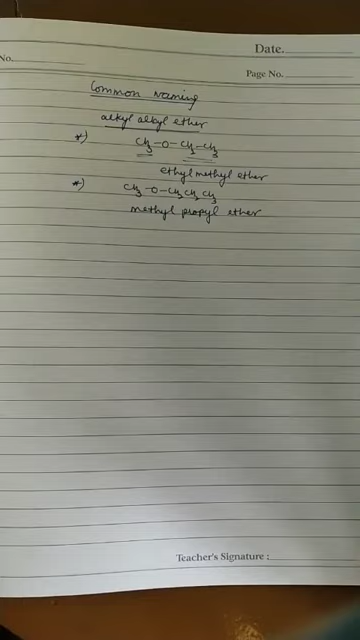 Date.
No.
Page No.
Common Naming
alkyl alkyl ether
*) CH3-O-CH2-CH3
ethyl methyl ether
*) CH3-O-CH2CH2CH3
methyl propyl ether
Teacher's Signature :